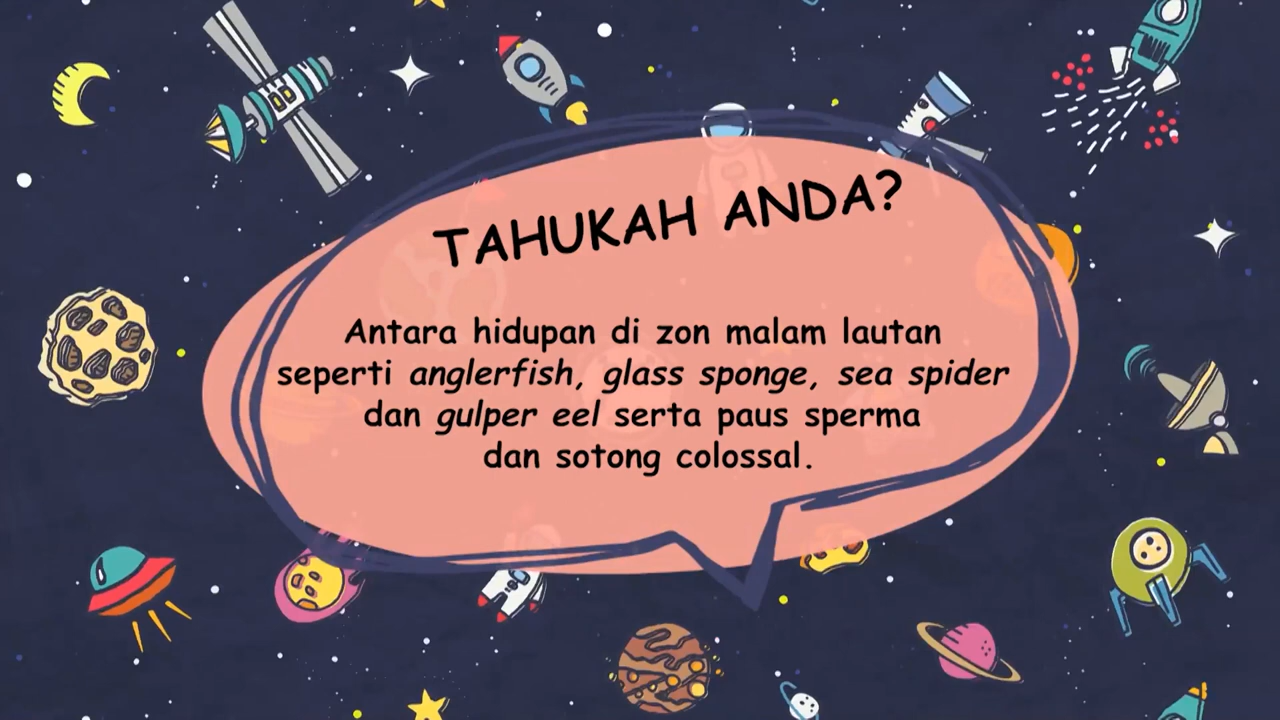 TAHUKAH ANDA?
Antara hidupan di zon malam lautan
seperti anglerfish, glass sponge, sea spider
dan gulper eel serta paus sperma
dan sotong colossal.